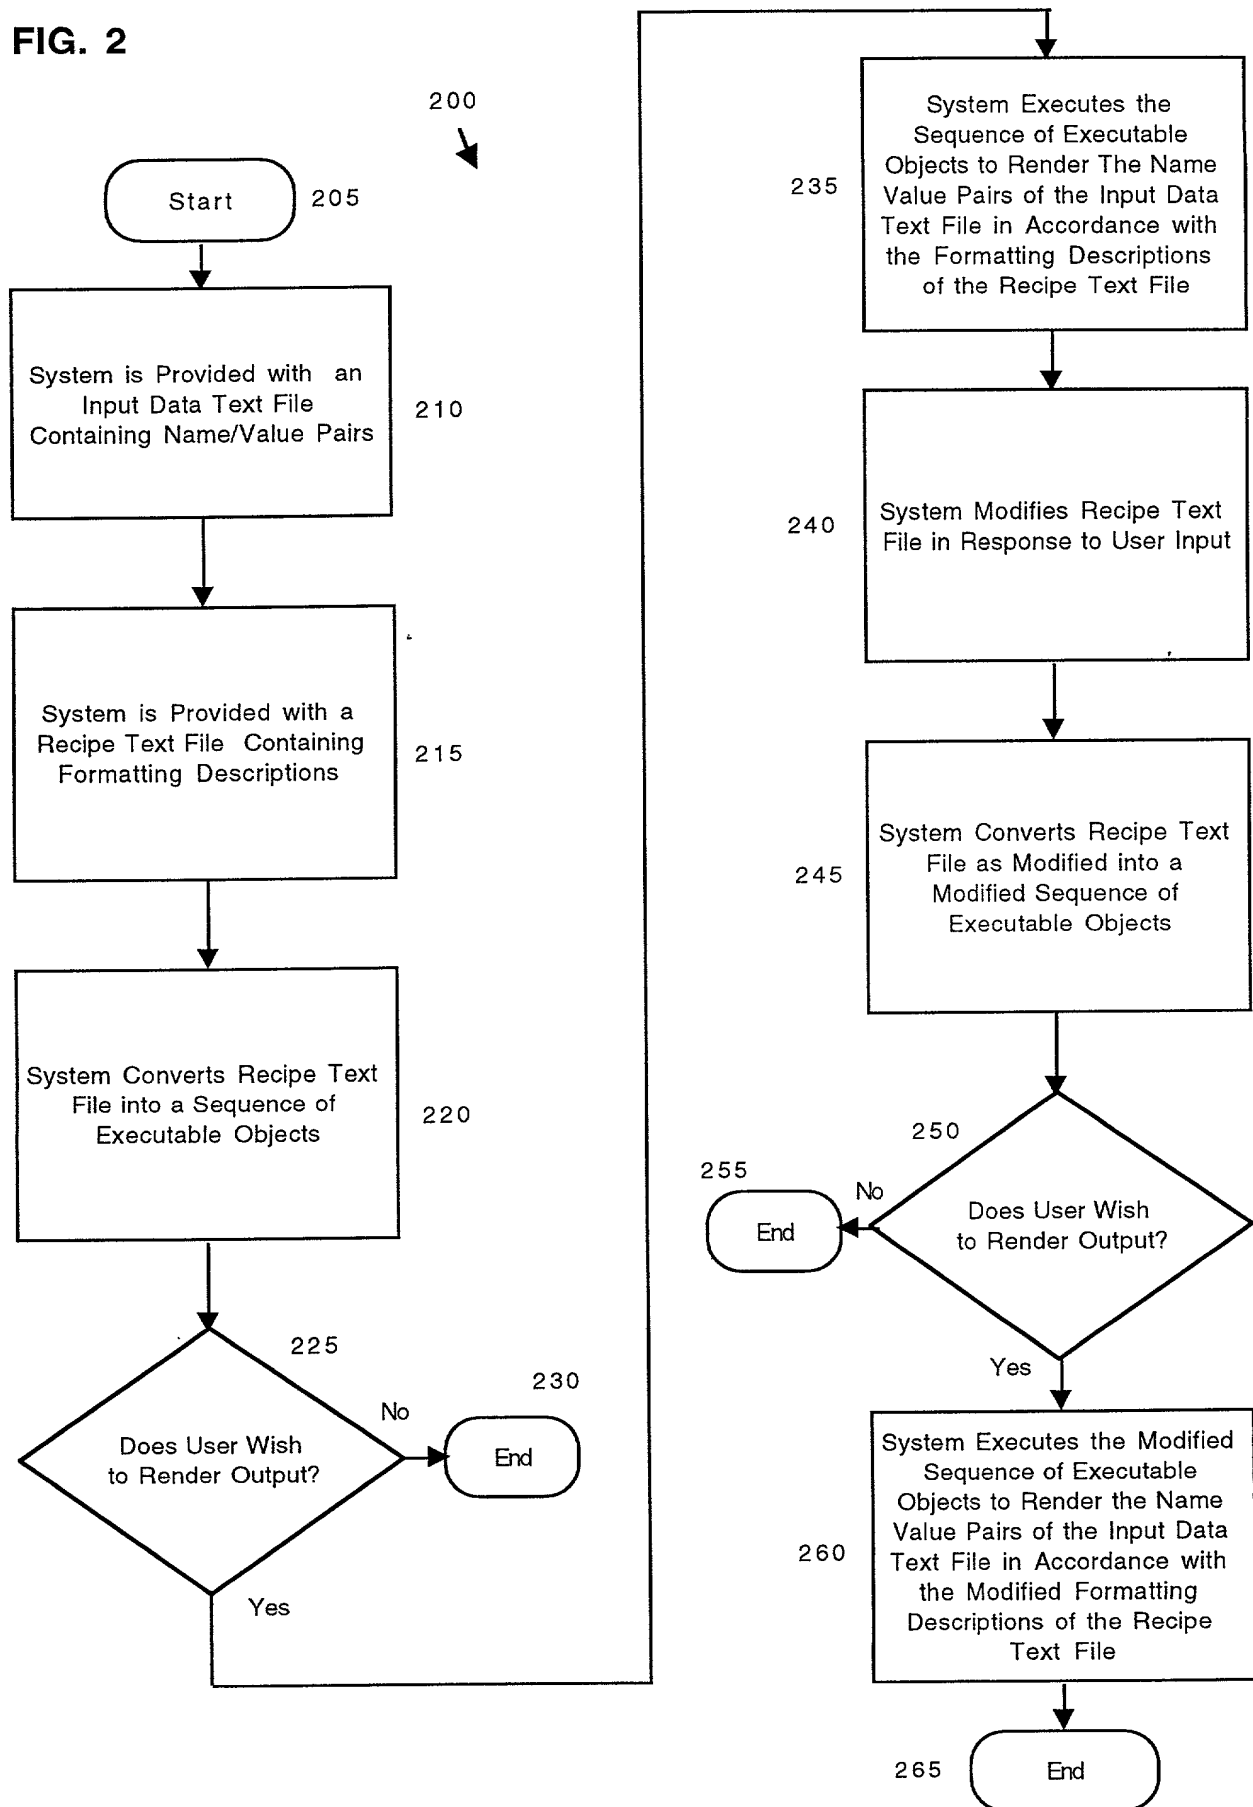 FIG. 2
200
Start
205
System is Provided with an
Input Data Text File
Containing Name/Value Pairs
210
System is Provided with a
Recipe Text File Containing
Formatting Descriptions
215
System Converts Recipe Text
File into a Sequence of
Executable Objects
220
225
Does User Wish
to Render Output?
No
230
End
Yes
System Executes the
Sequence of Executable
Objects to Render The Name
Value Pairs of the Input Data
Text File in Accordance with
the Formatting Descriptions
of the Recipe Text File
235
System Modifies Recipe Text
File in Response to User Input
240
System Converts Recipe Text
File as Modified into a
Modified Sequence of
Executable Objects
245
250
Does User Wish
to Render Output?
No
255
End
Yes
System Executes the Modified
Sequence of Executable
Objects to Render the Name
Value Pairs of the Input Data
Text File in Accordance with
the Modified Formatting
Descriptions of the Recipe
Text File
260
265
End